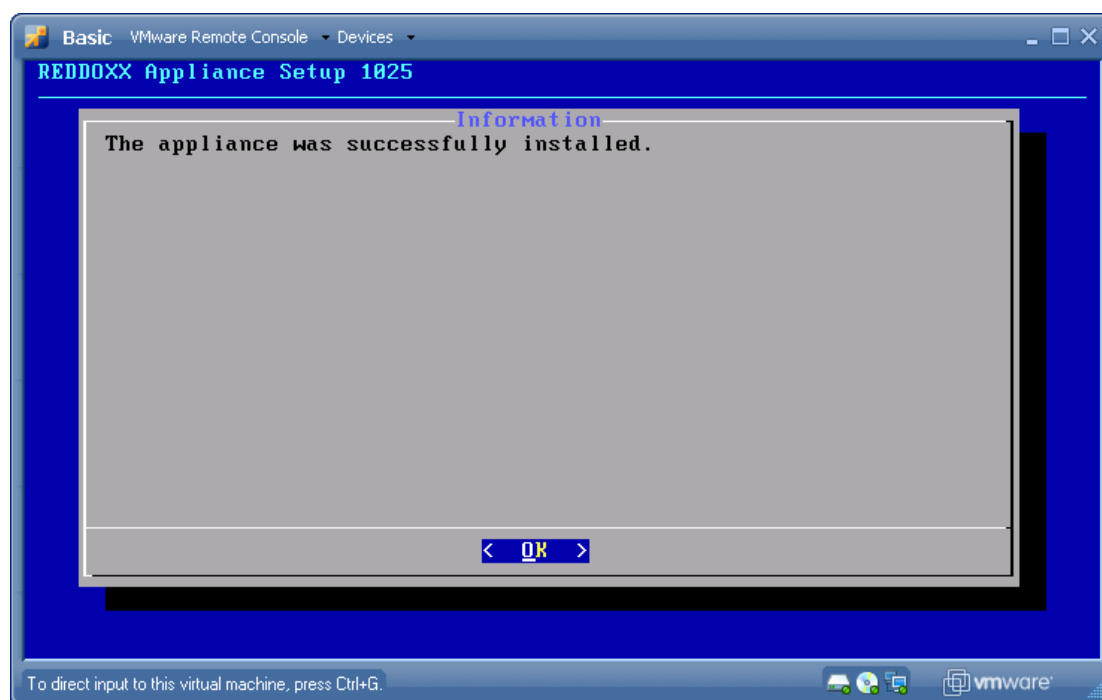 Basic VMware Remote Console Devices
REDDOXX Appliance Setup 1025
Information
The appliance was successfully installed.
< OK >
To direct input to this virtual machine, press Ctrl+G.
vmware